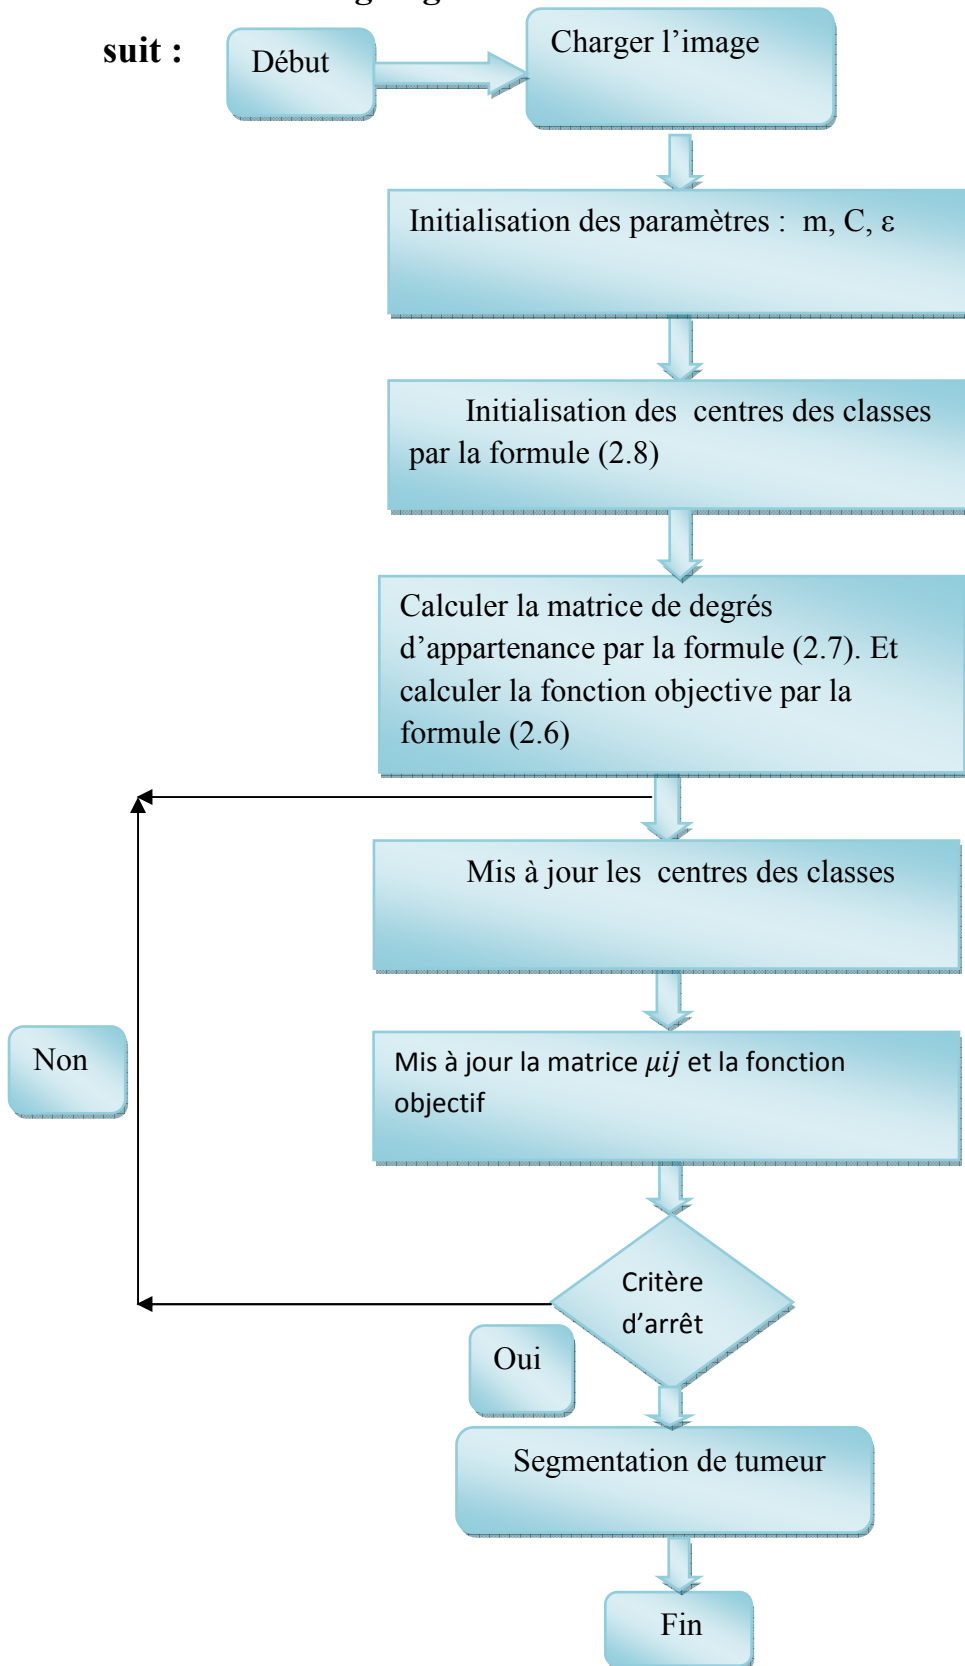 suit :
Début
Charger l’image
Initialisation des paramètres : m, C, ε
Initialisation des centres des classes
par la formule (2.8)
Calculer la matrice de degrés
d’appartenance par la formule (2.7). Et
calculer la fonction objective par la
formule (2.6)
Mis à jour les centres des classes
Non
Mis à jour la matrice 𝜇𝑖𝑗 et la fonction
objectif
Critère
d’arrêt
Oui
Segmentation de tumeur
Fin